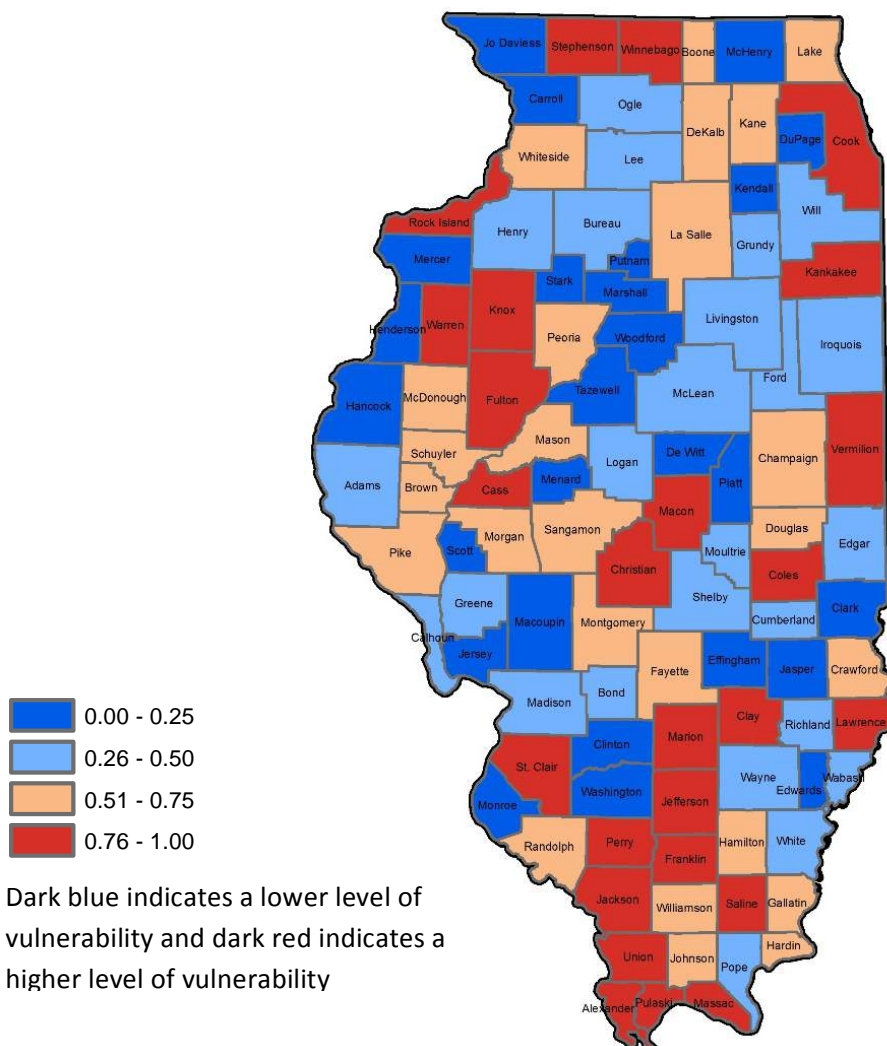 Jo Daviess Stephenson Winnebago Boone McHenry Lake
Carroll Ogle DeKalb Kane DuPage Cook
Whiteside Lee Kendall Will
Rock Island Henry Bureau La Salle Grundy
Mercer Putnam Kankakee
Stark Marshall
Henderson Warren Knox Peoria Woodford Livingston Iroquois
Hancock McDonough Fulton Tazewell McLean Ford
Schuyler Mason Logan De Witt Champaign Vermilion
Adams Brown Cass Menard Piatt
Macon
Pike Scott Morgan Sangamon Moultrie Douglas Edgar
Christian Coles
Greene Shelby Cumberland Clark
Calhoun Jersey Macoupin Montgomery
Fayette Effingham Jasper Crawford
Madison Bond Clay Richland Lawrence
Clinton Marion
St. Clair Wayne Wabash
Monroe Washington Jefferson Edwards
Randolph Perry Franklin Hamilton White
Jackson Williamson Saline Gallatin
Union Johnson Pope Hardin
Alexander Pulaski Massac
0.00 - 0.25
0.26 - 0.50
0.51 - 0.75
0.76 - 1.00
Dark blue indicates a lower level of
vulnerability and dark red indicates a
higher level of vulnerability